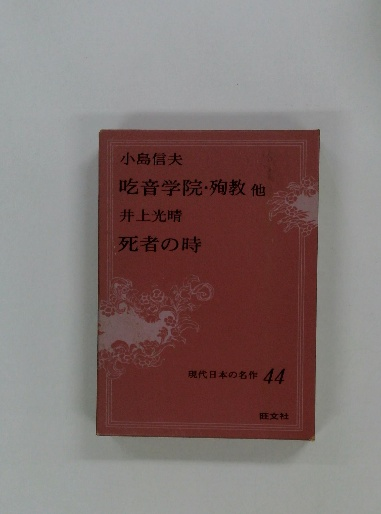 小島信夫
吃音学院・殉教 他
井上光晴
死者の時
現代日本の名作 44
旺文社